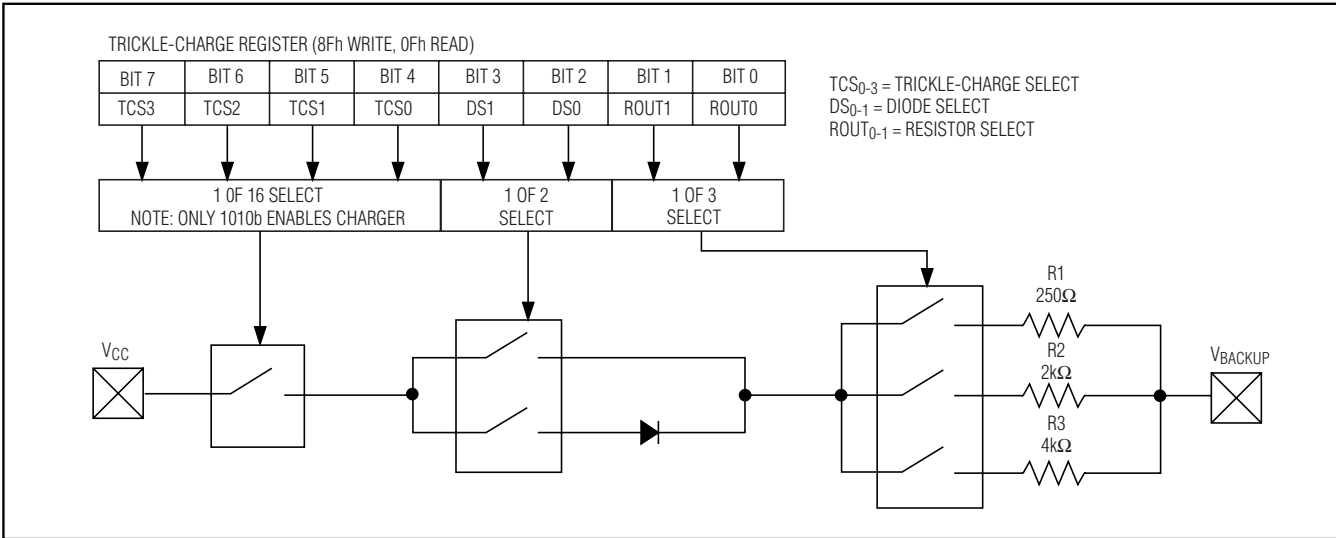 TRICKLE-CHARGE REGISTER (8Fh WRITE, 0Fh READ)
BIT 7 BIT 6 BIT 5 BIT 4 BIT 3 BIT 2 BIT 1 BIT 0
TCS3 TCS2 TCS1 TCS0 DS1 DS0 ROUT1 ROUT0
TCS0-3 = TRICKLE-CHARGE SELECT
DS0-1 = DIODE SELECT
ROUT0-1 = RESISTOR SELECT
1 0F 16 SELECT
NOTE: ONLY 1010b ENABLES CHARGER
1 OF 2
SELECT
1 OF 3
SELECT
VCC
R1
250Ω
R2
2kΩ
R3
4kΩ
VBACKUP